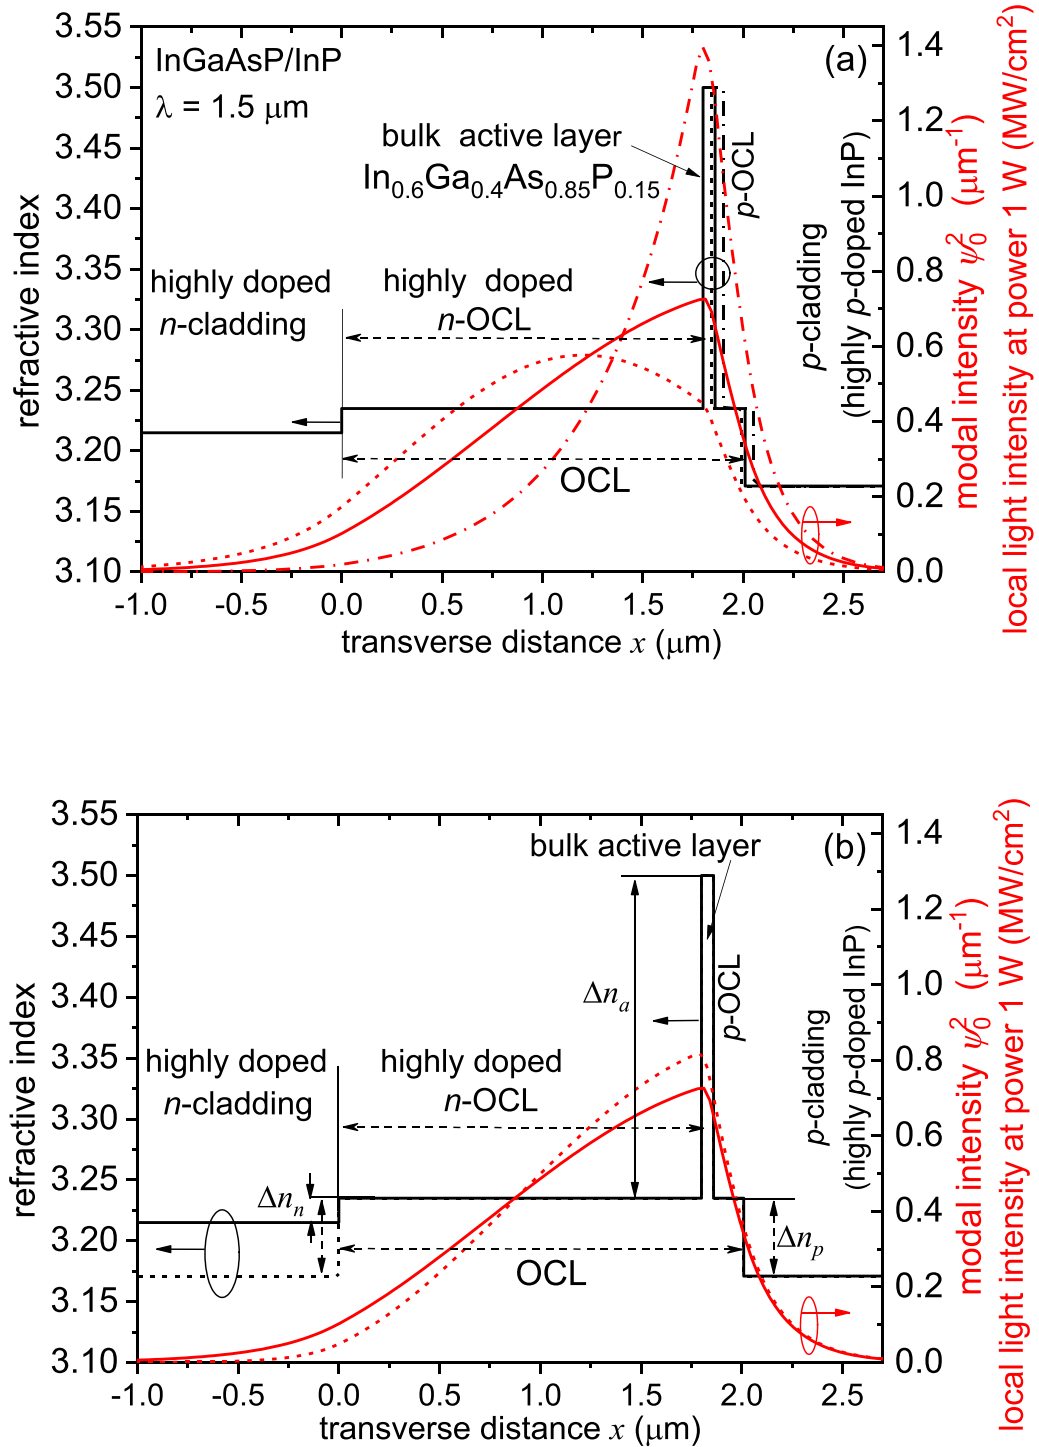 InGaAsP/InP
λ = 1.5 μm
(a)
bulk active layer
In0.6Ga0.4As0.85P0.15
p-OCL
highly doped
n-cladding
highly doped
n-OCL
p-cladding
(highly p-doped InP)
OCL
refractive index
3.55
3.50
3.45
3.40
3.35
3.30
3.25
3.20
3.15
3.10
-1.0 -0.5 0.0 0.5 1.0 1.5 2.0 2.5
transverse distance x (μm)
1.4
1.2
1.0
0.8
0.6
0.4
0.2
0.0
modal intensity ψ₀² (μm⁻¹)
local light intensity at power 1 W (MW/cm²)
(b)
bulk active layer
Δnₐ
p-OCL
highly doped
n-cladding
highly doped
n-OCL
p-cladding
(highly p-doped InP)
Δnₙ
Δnₚ
OCL
refractive index
3.55
3.50
3.45
3.40
3.35
3.30
3.25
3.20
3.15
3.10
-1.0 -0.5 0.0 0.5 1.0 1.5 2.0 2.5
transverse distance x (μm)
1.4
1.2
1.0
0.8
0.6
0.4
0.2
0.0
modal intensity ψ₀² (μm⁻¹)
local light intensity at power 1 W (MW/cm²)